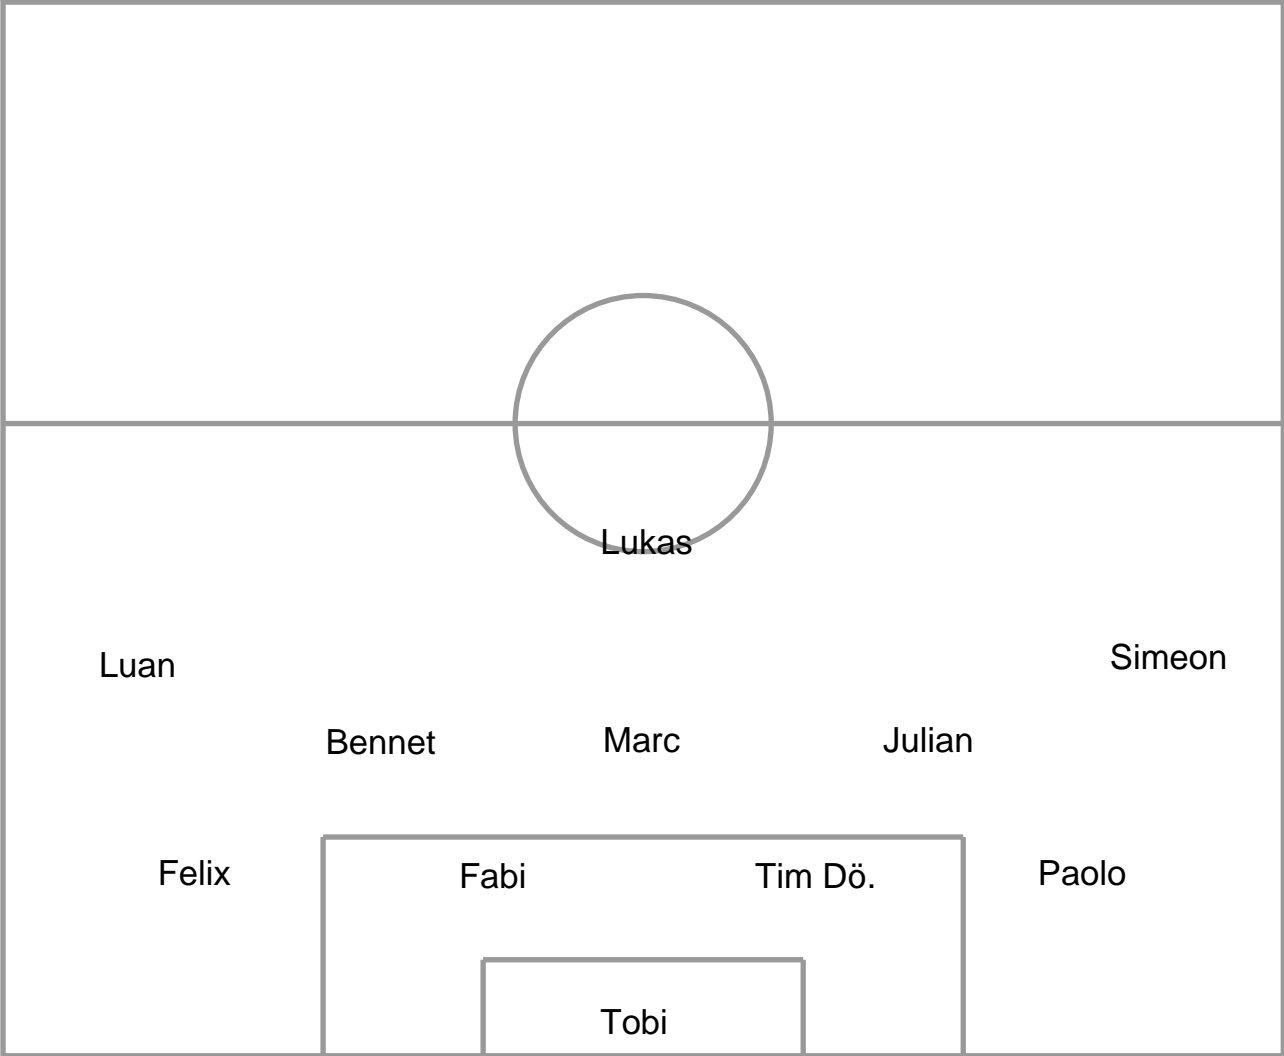 Lukas
Luan
Simeon
Bennet
Marc
Julian
Felix
Fabi
Tim Dö.
Paolo
Tobi